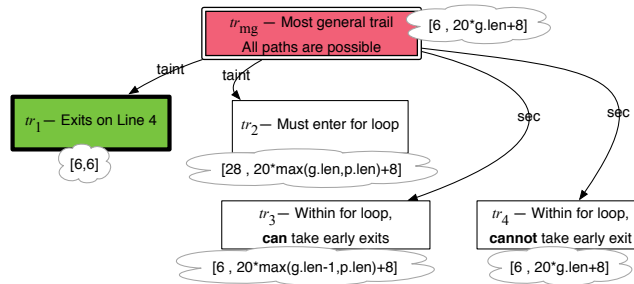 tr_mg — Most general trail
All paths are possible
[6 , 20*g.len+8]
taint
taint
sec
sec
tr_1 — Exits on Line 4
[6,6]
tr_2 — Must enter for loop
[28 , 20*max(g.len,p.len)+8]
tr_3 — Within for loop,
can take early exits
[6 , 20*max(g.len-1,p.len)+8]
tr_4 — Within for loop,
cannot take early exit
[6 , 20*g.len+8]